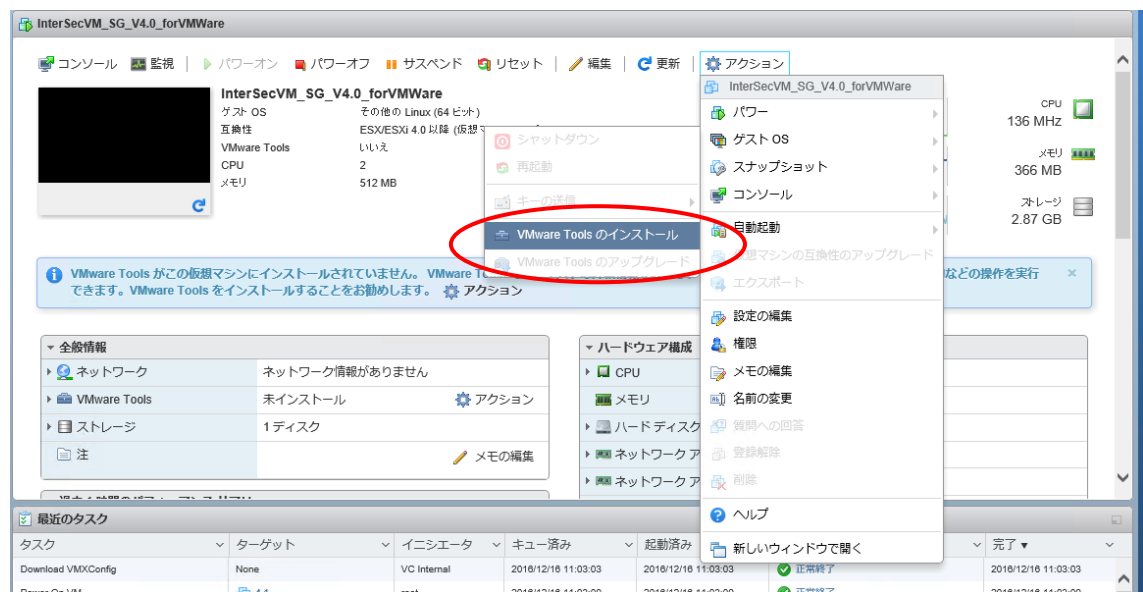 InterSecVM_SG_V4.0_forVMWare
コンソール 監視 パワーオン パワーオフ サスペンド リセット 編集 更新 アクション
InterSecVM_SG_V4.0_forVMWare
ゲスト OS その他の Linux (64 ビット)
互換性 ESX/ESXi 4.0 以降 (仮想
VMware Tools いいえ
CPU 2
メモリ 512 MB
シャットダウン
再起動
キーの送信
VMware Tools のインストール
VMware Tools のアップグレード
InterSecVM_SG_V4.0_forVMWare
パワー
ゲスト OS
スナップショット
コンソール
自動起動
仮想マシンの互換性のアップグレード
エクスポート
設定の編集
権限
メモの編集
名前の変更
質問への回答
登録解除
削除
ヘルプ
新しいウィンドウで開く
CPU
136 MHz
メモリ
366 MB
ストレージ
2.87 GB
VMware Tools がこの仮想マシンにインストールされていません。 VMware などの操作を実行
できます。VMware Tools をインストールすることをお勧めします。 アクション
全般情報
ネットワーク ネットワーク情報がありません
VMware Tools 未インストール アクション
ストレージ 1 ディスク
注 メモの編集
ハードウェア構成
CPU
メモリ
ハード ディスク
ネットワーク ア
ネットワーク ア
最近のタスク
タスク ターゲット イニシエータ キュー済み 起動済み 完了 ▼
Download VMXConfig None VC Internal 2016/12/16 11:03:03 2016/12/16 11:03:03 正常終了 2016/12/16 11:03:03